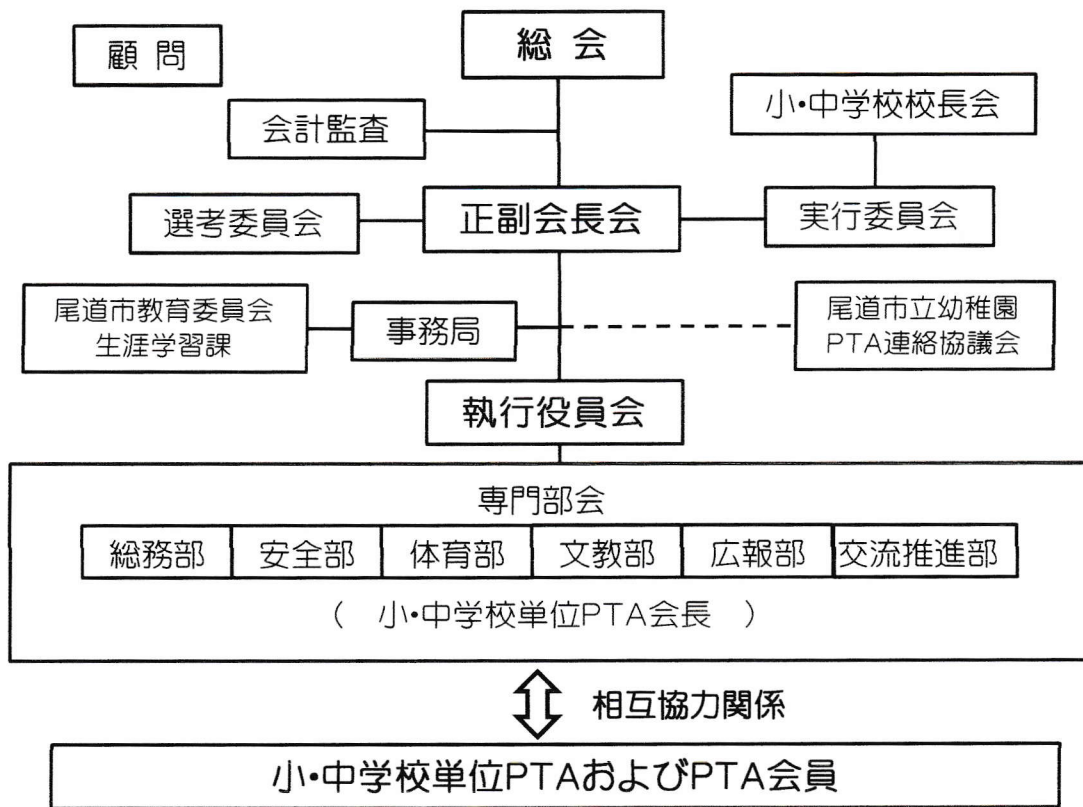 顧 問
総 会
小・中学校校長会
会計監査
選考委員会
正副会長会
実行委員会
尾道市教育委員会
生涯学習課
事務局
尾道市立幼稚園
PTA連絡協議会
執行役員会
専門部会
総務部 安全部 体育部 文教部 広報部 交流推進部
( 小・中学校単位PTA会長 )
相互協力関係
小・中学校単位PTAおよびPTA会員